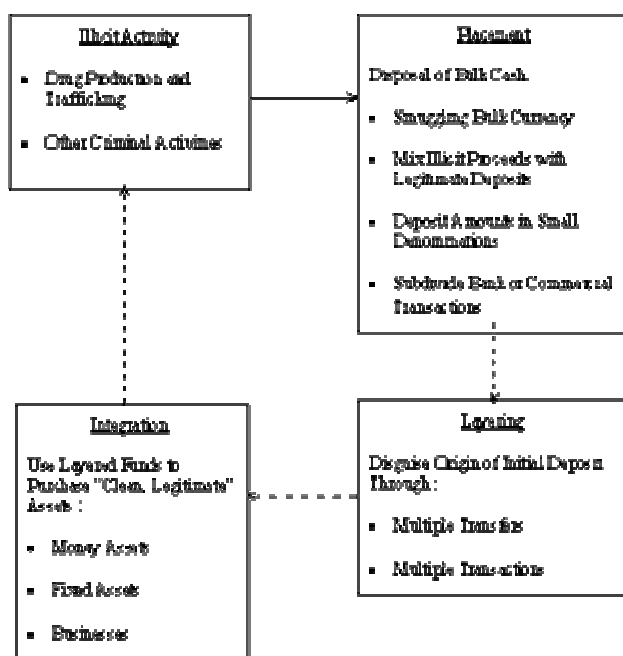 Illicit Activity
• Drug Production and
Trafficking
• Other Criminal Activities
Placement
Disposal of Bulk Cash
• Smuggling Bulk Currency
• Mix Illicit Proceeds with
Legitimate Deposits
• Deposit Amounts in Small
Denominations
• Subdivide Bank or Commercial
Transactions
Layering
Disguise Origin of Initial Deposit
Through :
• Multiple Transfers
• Multiple Transactions
Integration
Use Layered Funds to
Purchase "Clean, Legitimate"
Assets :
• Money Assets
• Fixed Assets
• Businesses